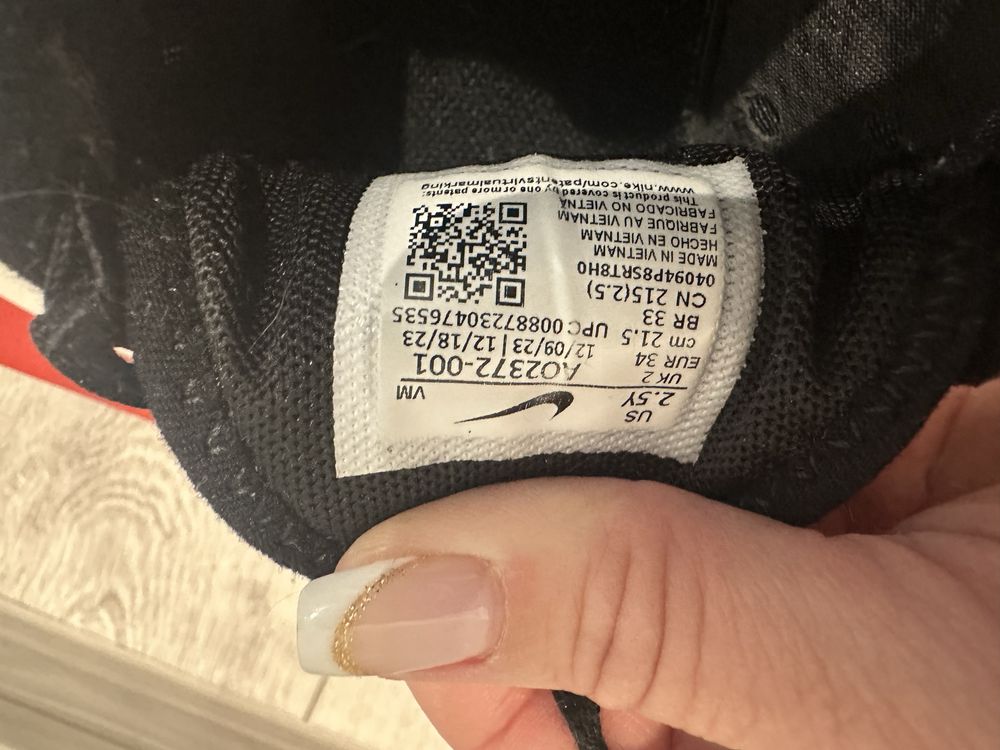 US 2.5Y
VM
UK 2
EUR 34
cm 21.5
BR 33
CN 215(2.5)
AO2372-001
12/09/23 | 12/18/23
UPC 00887230476535
04094P8SRT8H0
MADE IN VIETNAM
HECHO EN VIETNAM
FABRIQUE AU VIETNAM
FABRICADO NO VIETNA
This product is covered by one or more patents:
www.nike.com/patentsvirtualmarking